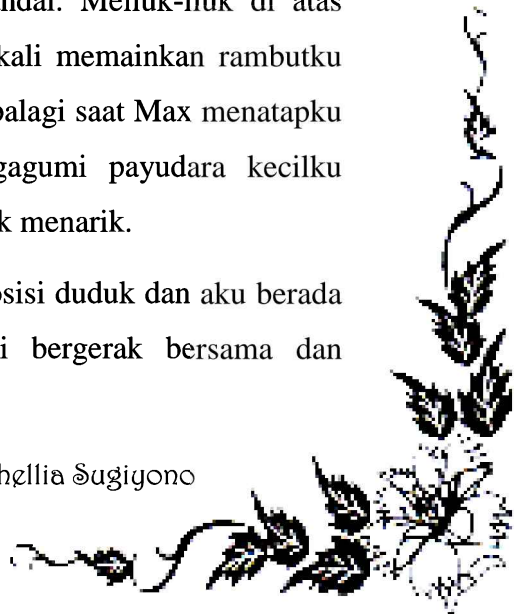 ndal. Meliuk-liuk di atas
kali memainkan rambutku
palagi saat Max menatapku
gagumi payudara kecilku
k menarik.
osisi duduk dan aku berada
i bergerak bersama dan
hellia Sugiyono